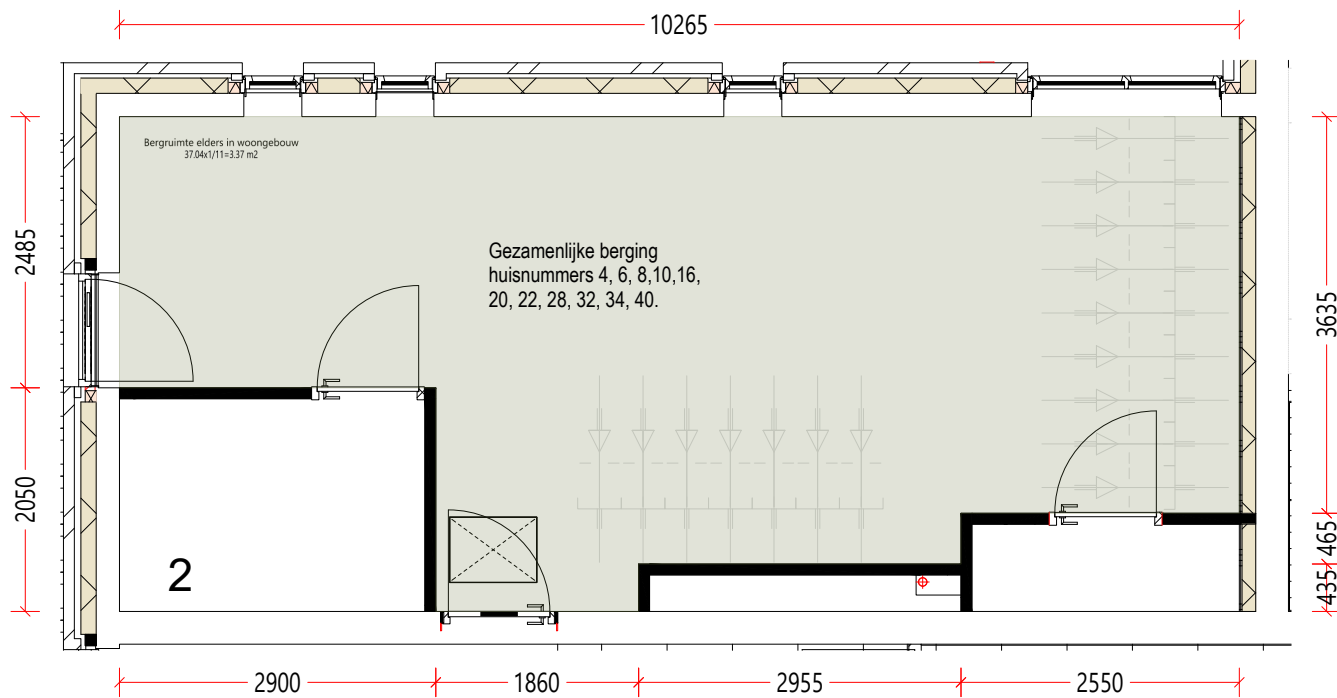 10265
Bergruimte elders in woongebouw
37.04x1/11=3.37 m2
2485
3635
Gezamenlijke berging
huisnummers 4, 6, 8,10,16,
20, 22, 28, 32, 34, 40.
2050
465
2
435
2900
1860
2955
2550